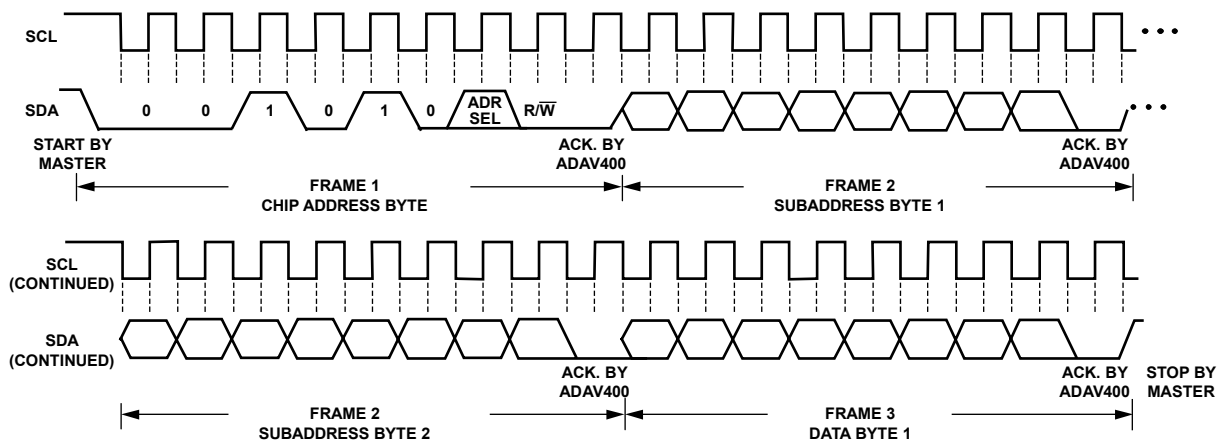 SCL
SDA
0 0 1 0 1 0 ADR SEL R/W̅
START BY MASTER
ACK. BY ADAV400
ACK. BY ADAV400
FRAME 1
CHIP ADDRESS BYTE
FRAME 2
SUBADDRESS BYTE 1
SCL
(CONTINUED)
SDA
(CONTINUED)
ACK. BY ADAV400
ACK. BY ADAV400
STOP BY MASTER
FRAME 2
SUBADDRESS BYTE 2
FRAME 3
DATA BYTE 1